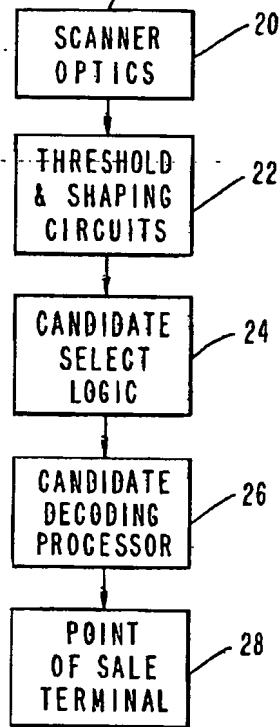 SCANNER
OPTICS
20
THRESHOLD
& SHAPING
CIRCUITS
22
CANDIDATE
SELECT
LOGIC
24
CANDIDATE
DECODING
PROCESSOR
26
POINT
OF SALE
TERMINAL
28